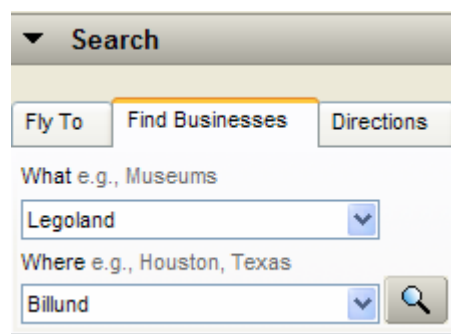 Search
Fly To Find Businesses Directions
What e.g., Museums
Legoland
Where e.g., Houston, Texas
Billund